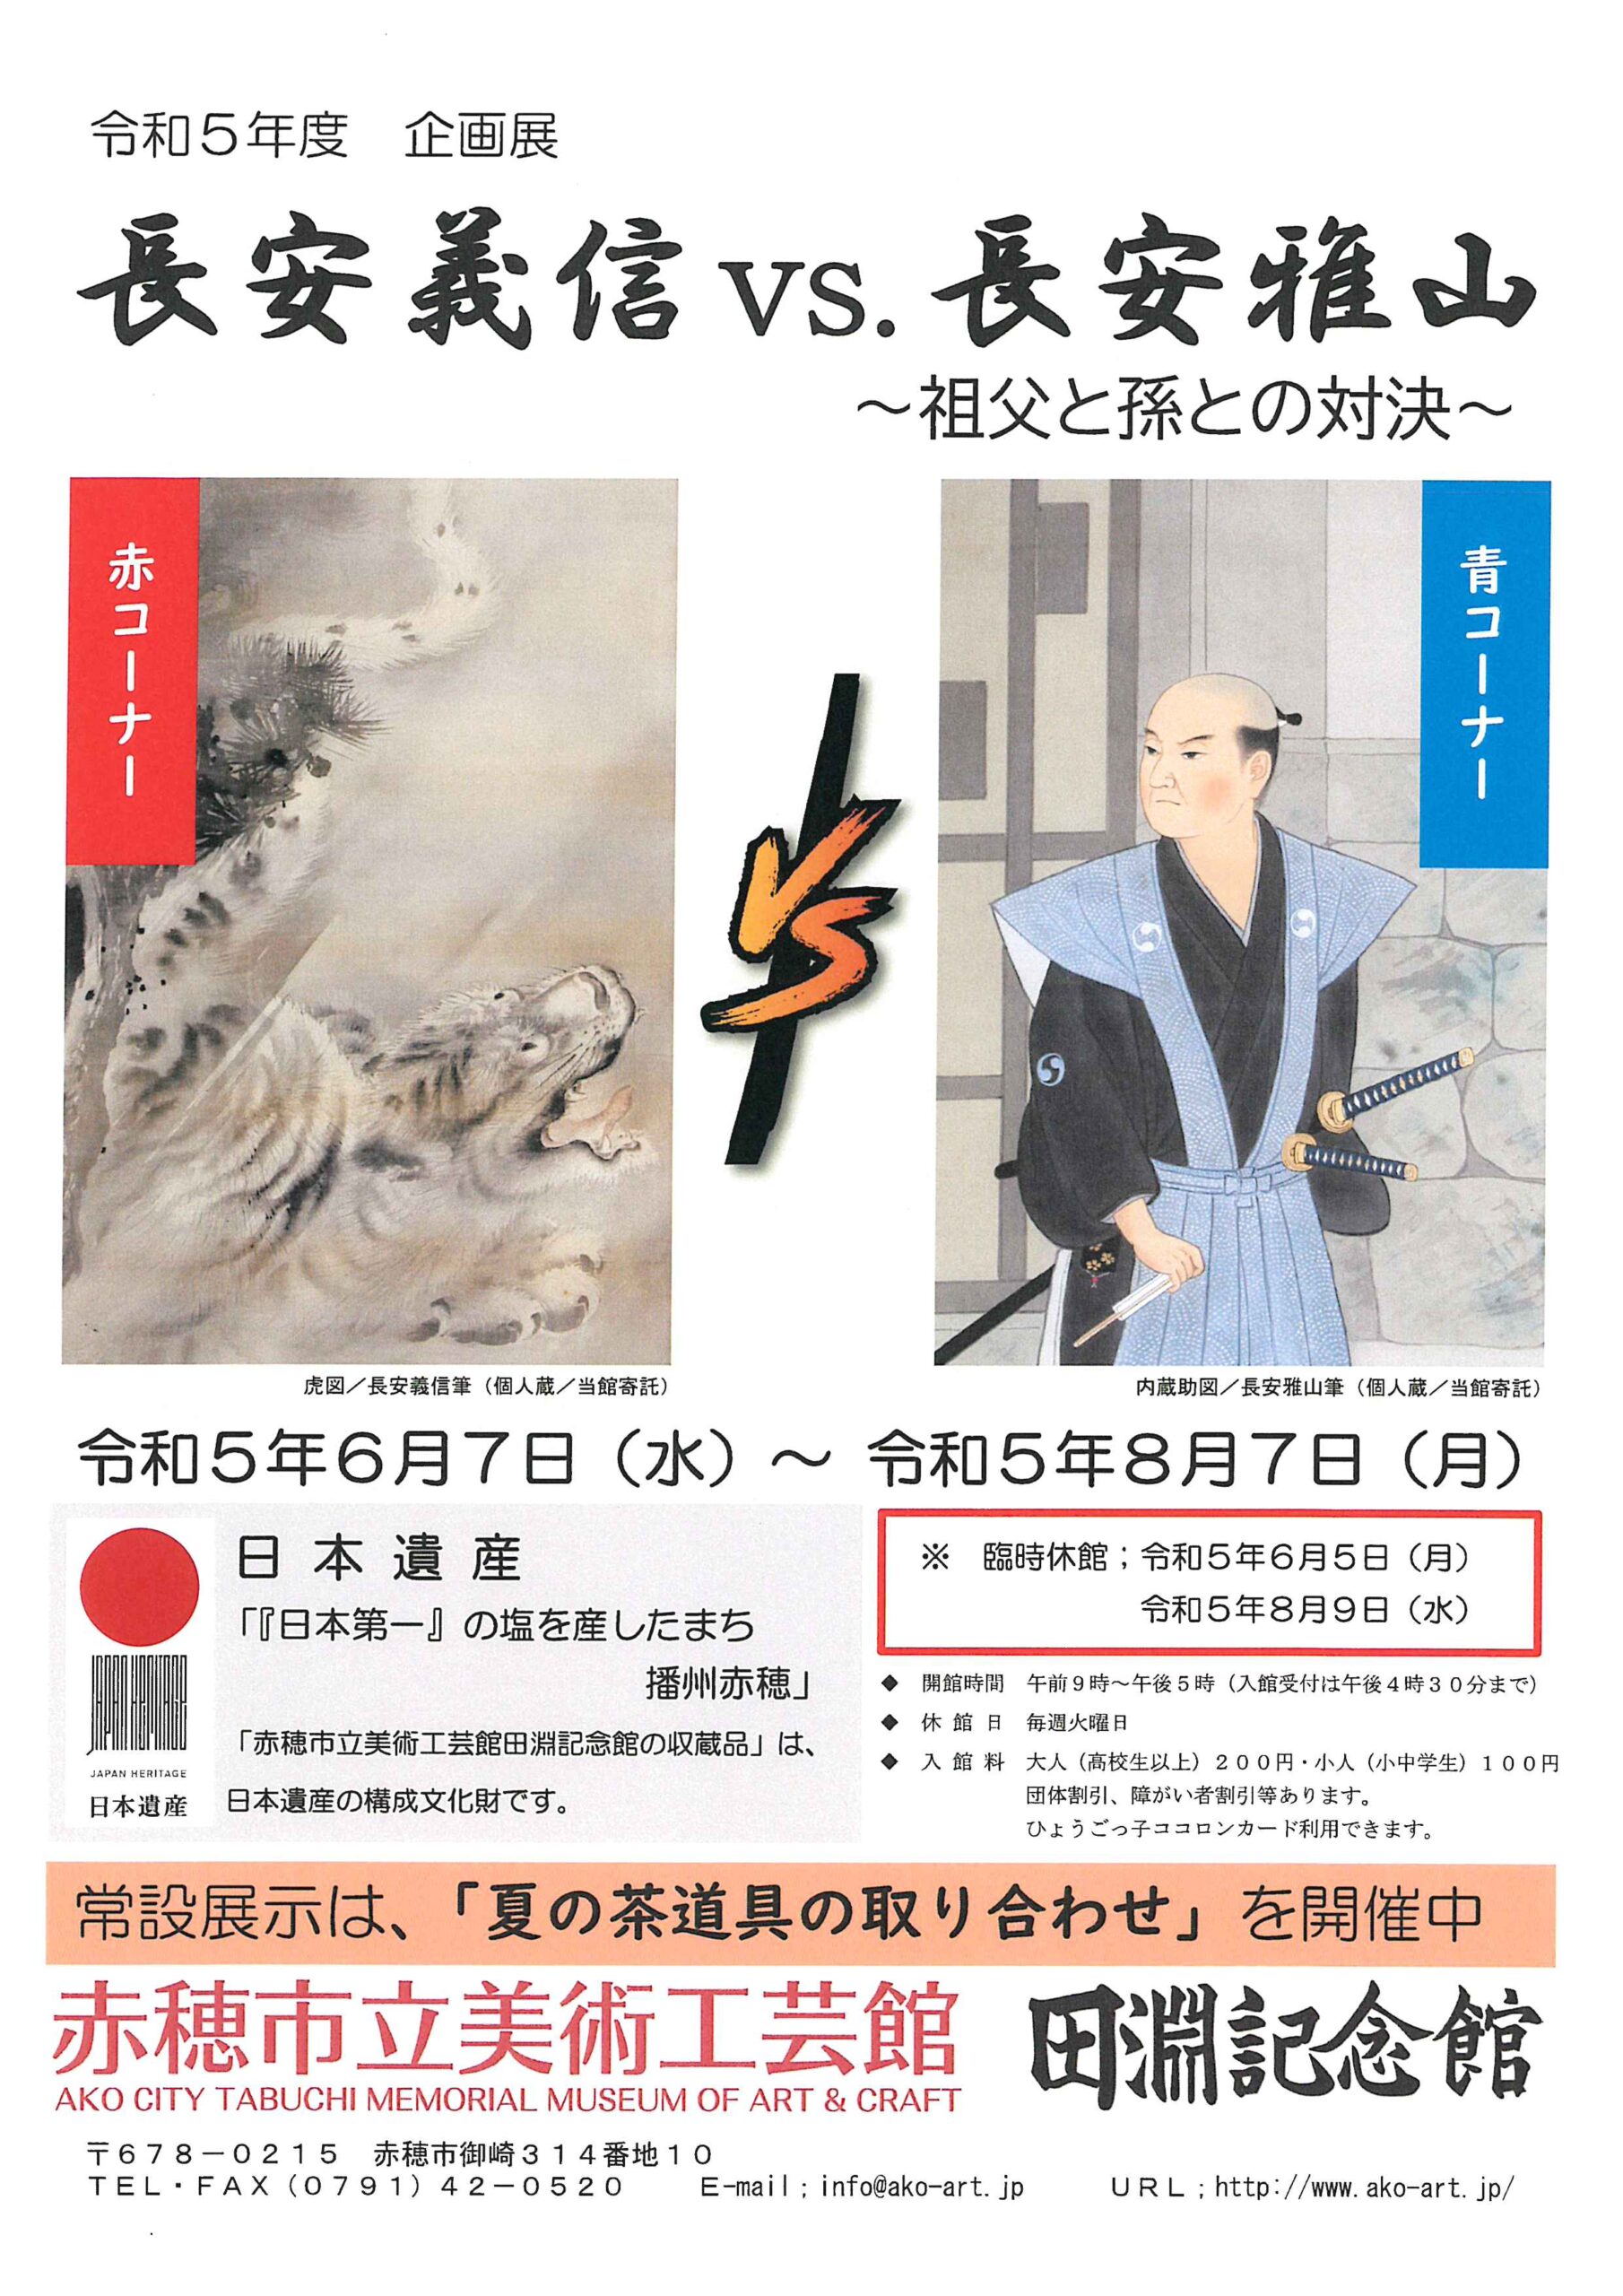 令和5年度　企画展
長安義信 vs. 長安雅山
～祖父と孫との対決～
赤コーナー
VS
青コーナー
虎図／長安義信筆（個人蔵／当館寄託）
内蔵助図／長安雅山筆（個人蔵／当館寄託）
令和5年6月7日（水）～ 令和5年8月7日（月）
日本遺産
「『日本第一』の塩を産したまち
播州赤穂」
「赤穂市立美術工芸館田淵記念館の収蔵品」は、
日本遺産の構成文化財です。
JAPAN HERITAGE
JAPAN HERITAGE
日本遺産
※　臨時休館；令和5年6月5日（月）
令和5年8月9日（水）
◆　開館時間　午前９時～午後５時（入館受付は午後４時３０分まで）
◆　休 館 日　毎週火曜日
◆　入 館 料　大人（高校生以上）２００円・小人（小中学生）１００円
団体割引、障がい者割引等あります。
ひょうごっ子ココロンカード利用できます。
常設展示は、「夏の茶道具の取り合わせ」を開催中
赤穂市立美術工芸館　田淵記念館
AKO CITY TABUCHI MEMORIAL MUSEUM OF ART & CRAFT
〒６７８－０２１５　赤穂市御崎３１４番地１０
ＴＥＬ・ＦＡＸ（０７９１）４２－０５２０　E-mail；info@ako-art.jp　ＵＲＬ；http://www.ako-art.jp/